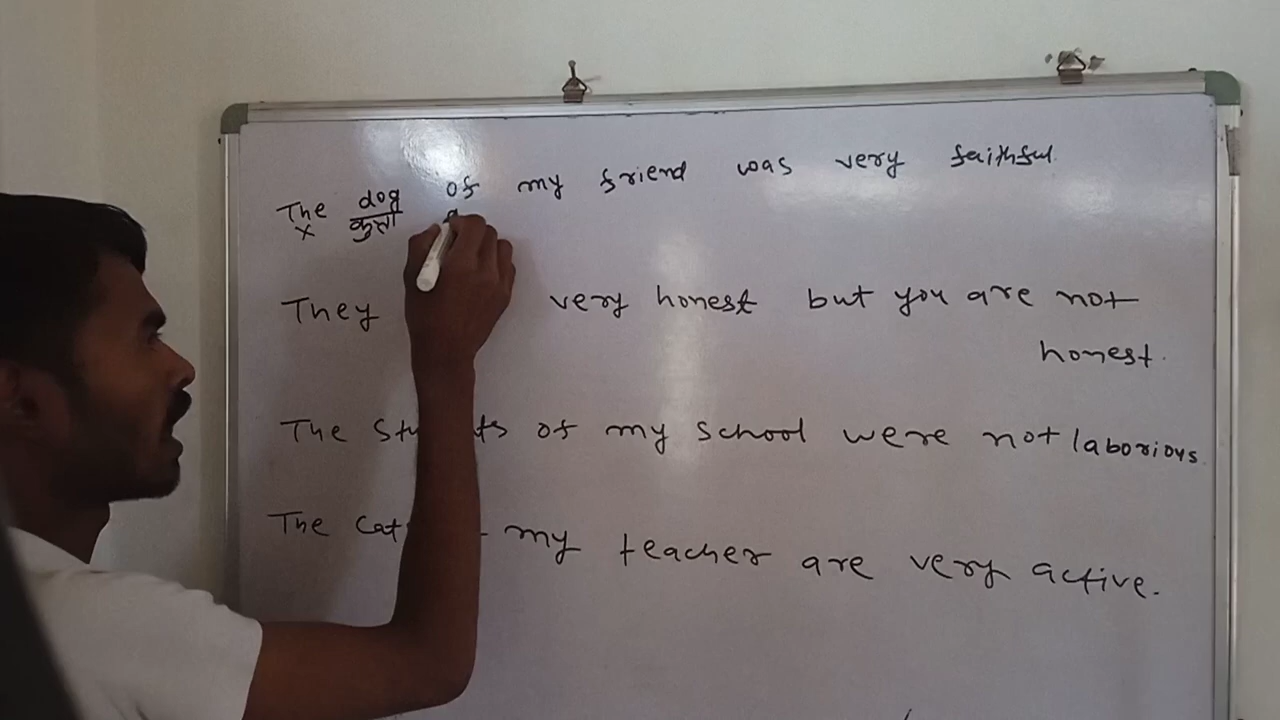 The dog of my friend was very faithful
x कुत्ता
They very honest but you are not
honest.
The of my school were not laborious
The my teacher are very active.